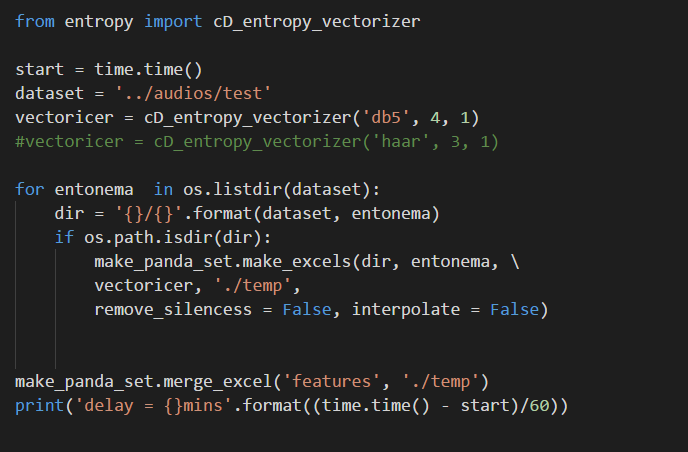 from entropy import cD_entropy_vectorizer
start = time.time()
dataset = '../audios/test'
vectoricer = cD_entropy_vectorizer('db5', 4, 1)
#vectoricer = cD_entropy_vectorizer('haar', 3, 1)
for entonema  in os.listdir(dataset):
    dir = '{}/{}'.format(dataset, entonema)
    if os.path.isdir(dir):
        make_panda_set.make_excels(dir, entonema, \
        vectoricer, './temp',
        remove_silencess = False, interpolate = False)
make_panda_set.merge_excel('features', './temp')
print('delay = {}mins'.format((time.time() - start)/60))